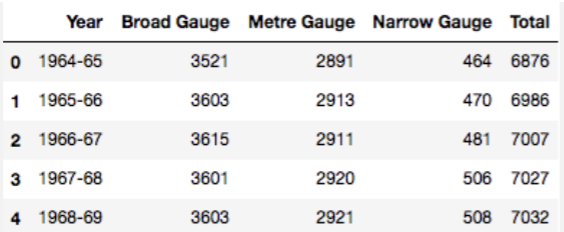 Year Broad Gauge Metre Gauge Narrow Gauge Total
0 1964-65 3521 2891 464 6876
1 1965-66 3603 2913 470 6986
2 1966-67 3615 2911 481 7007
3 1967-68 3601 2920 506 7027
4 1968-69 3603 2921 508 7032